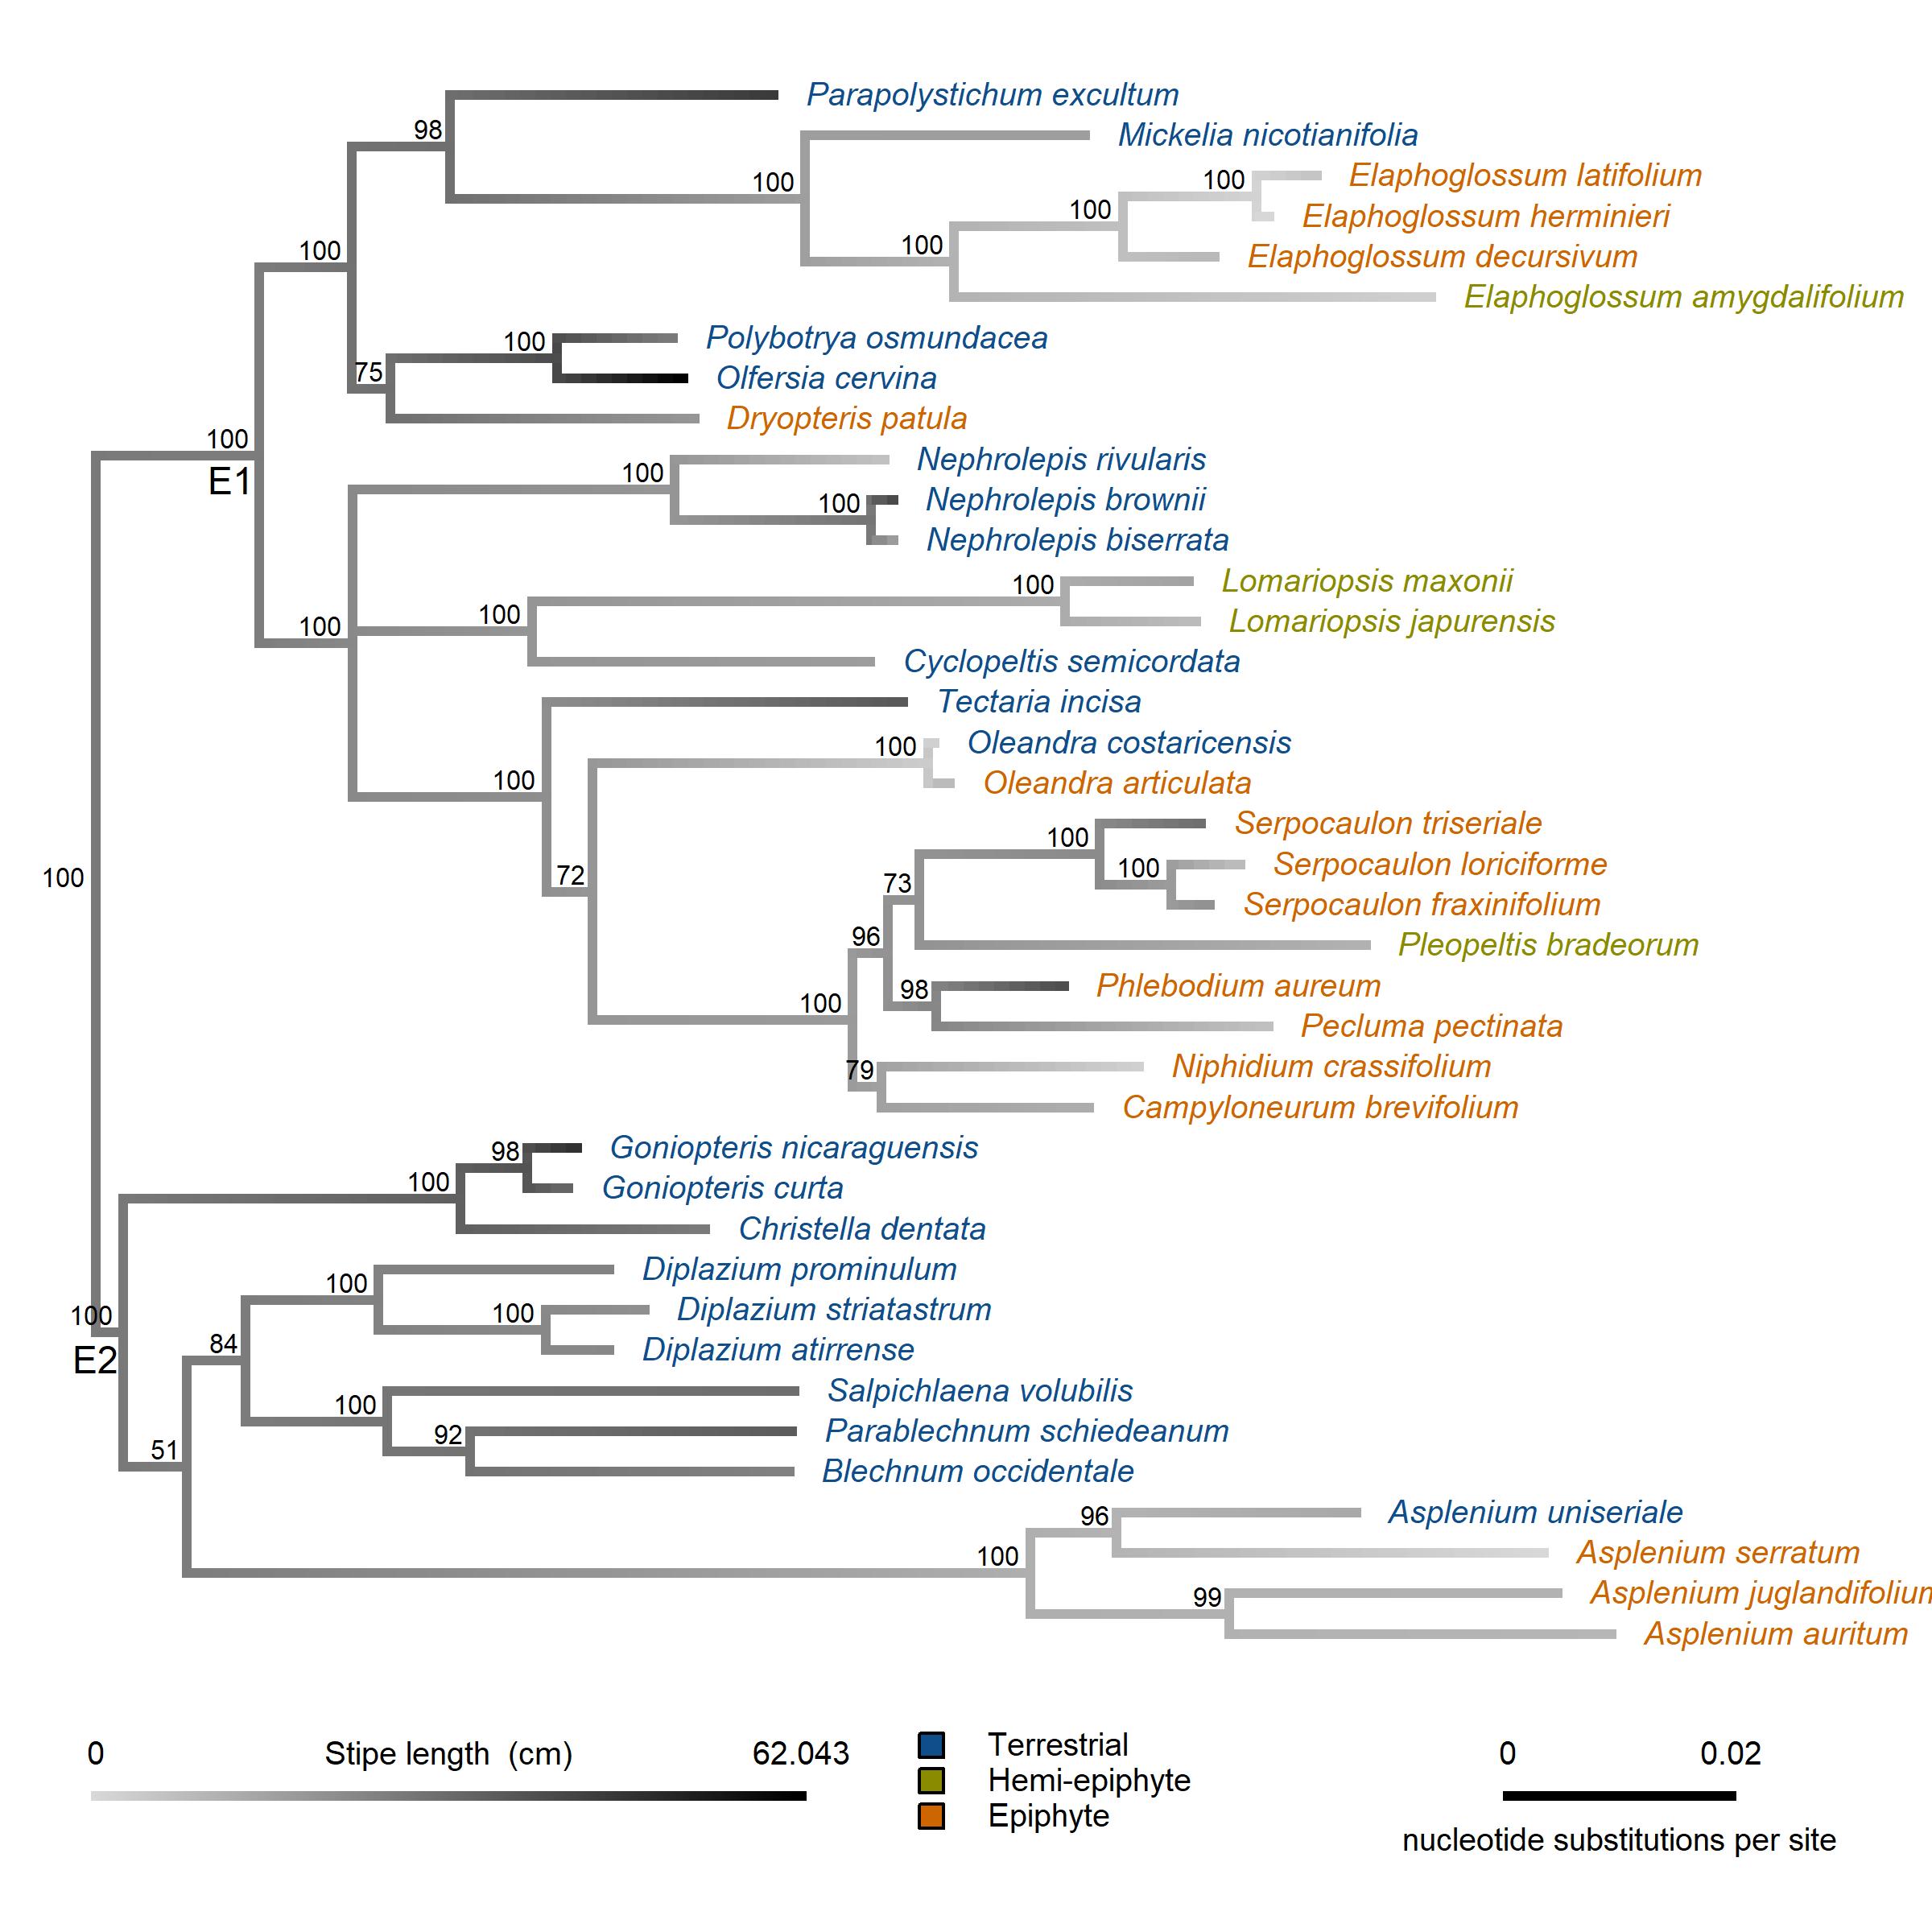 Parapolystichum excultum
98
Mickelia nicotianifolia
100
100 Elaphoglossum latifolium
100 Elaphoglossum herminieri
100 Elaphoglossum decursivum
100
Elaphoglossum amygdalifolium
100 Polybotrya osmundacea
75 Olfersia cervina
Dryopteris patula
100
E1
100 Nephrolepis rivularis
100 Nephrolepis brownii
Nephrolepis biserrata
100 Lomariopsis maxonii
100 Lomariopsis japurensis
100
Cyclopeltis semicordata
Tectaria incisa
100 Oleandra costaricensis
100 Oleandra articulata
100 Serpocaulon triseriale
100 Serpocaulon loriciforme
100
72
73 Serpocaulon fraxinifolium
96 Pleopeltis bradeorum
98 Phlebodium aureum
100
Pecluma pectinata
79 Niphidium crassifolium
Campyloneurum brevifolium
98 Goniopteris nicaraguensis
100 Goniopteris curta
Christella dentata
Diplazium prominulum
100
100 Diplazium striatastrum
100
84 Diplazium atirrense
E2
Salpichlaena volubilis
100
92 Parablechnum schiedeanum
51
Blechnum occidentale
96 Asplenium uniseriale
100 Asplenium serratum
99 Asplenium juglandifolium
Asplenium auritum
0 Stipe length (cm) 62.043
Terrestrial
Hemi-epiphyte
Epiphyte
0 0.02
nucleotide substitutions per site